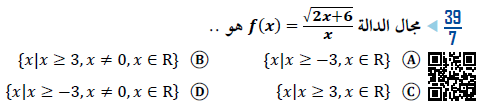 39/7 ◀ مجال الدالة f(x) = √(2x+6)/x هو ..
Ⓐ {x|x ≥ −3, x ∈ R} Ⓑ {x|x ≥ 3, x ≠ 0, x ∈ R}
Ⓒ {x|x ≥ 3, x ∈ R} Ⓓ {x|x ≥ −3, x ≠ 0, x ∈ R}